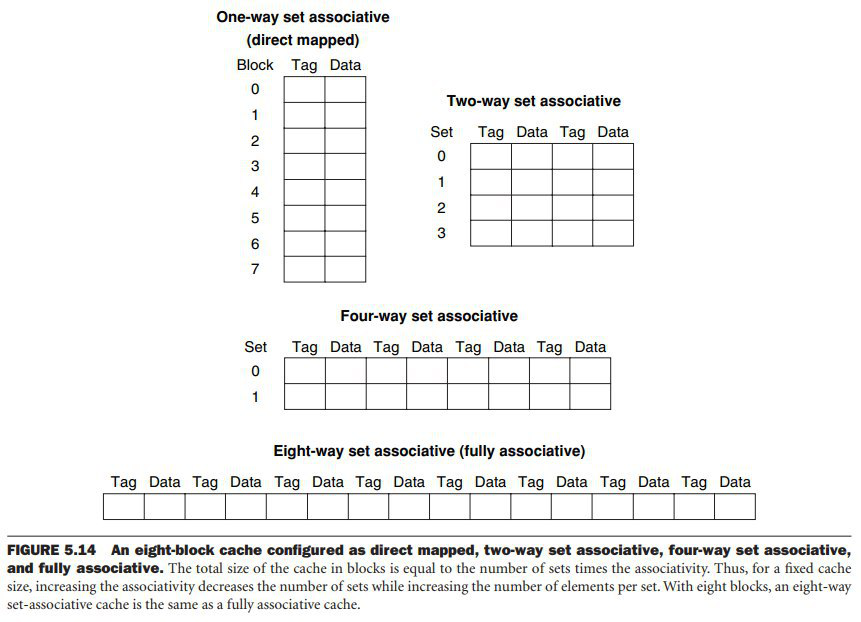 One-way set associative
(direct mapped)
Block Tag Data
0
1
2
3
4
5
6
7
Two-way set associative
Set Tag Data Tag Data
0
1
2
3
Four-way set associative
Set Tag Data Tag Data Tag Data Tag Data
0
1
Eight-way set associative (fully associative)
Tag Data Tag Data Tag Data Tag Data Tag Data Tag Data Tag Data Tag Data
FIGURE 5.14 An eight-block cache configured as direct mapped, two-way set associative, four-way set associative,
and fully associative. The total size of the cache in blocks is equal to the number of sets times the associativity. Thus, for a fixed cache
size, increasing the associativity decreases the number of sets while increasing the number of elements per set. With eight blocks, an eight-way
set-associative cache is the same as a fully associative cache.